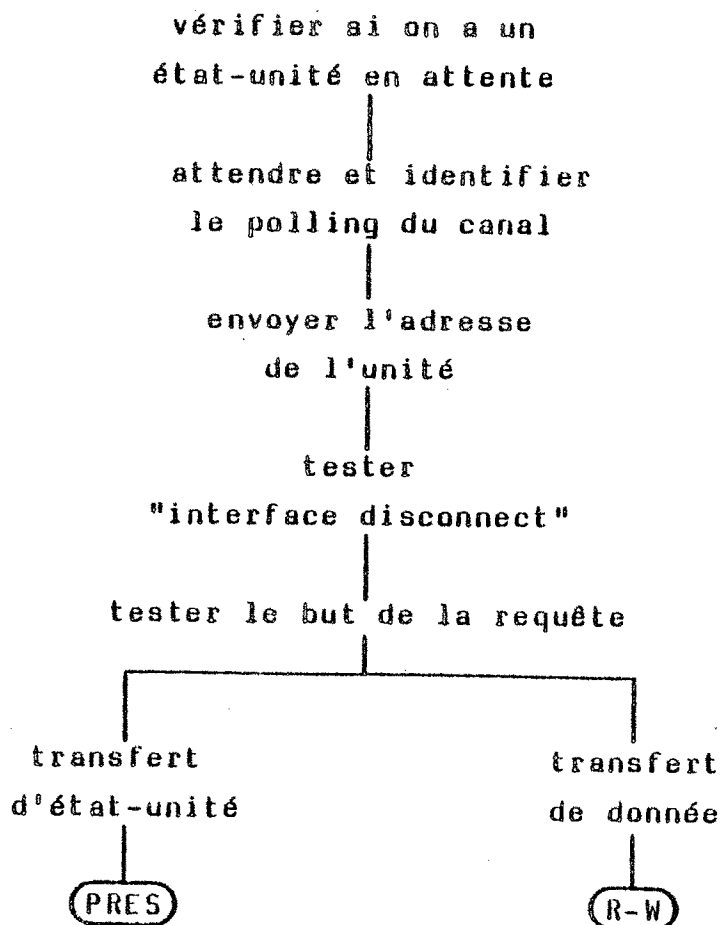 vérifier ai on a un
état-unité en attente
attendre et identifier
le polling du canal
envoyer l'adresse
de l'unité
tester
"interface disconnect"
tester le but de la requête
transfert
d'état-unité
transfert
de donnée
PRES
R-W